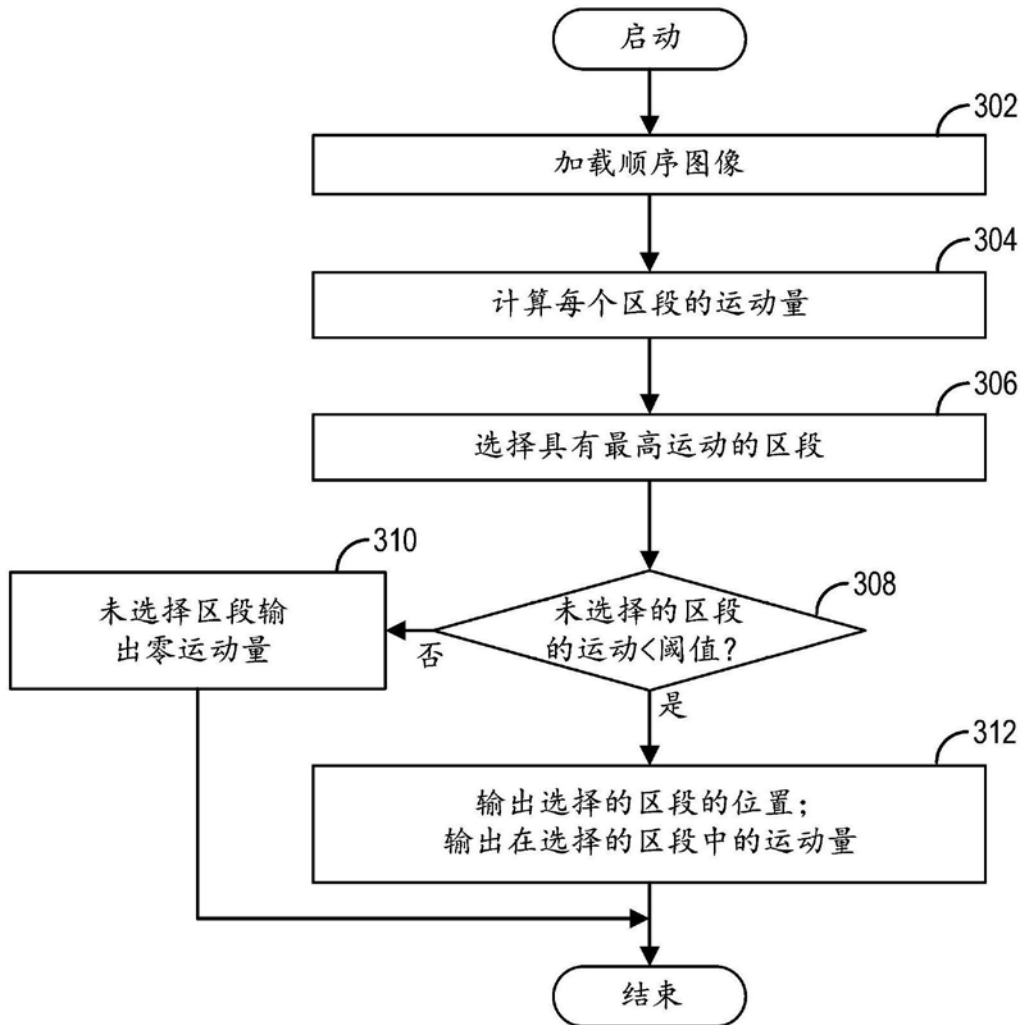 启动
302
加载顺序图像
304
计算每个区段的运动量
306
选择具有最高运动的区段
308
未选择的区段
的运动<阈值?
否
310
未选择区段输
出零运动量
是
312
输出选择的区段的位置;
输出在选择的区段中的运动量
结束